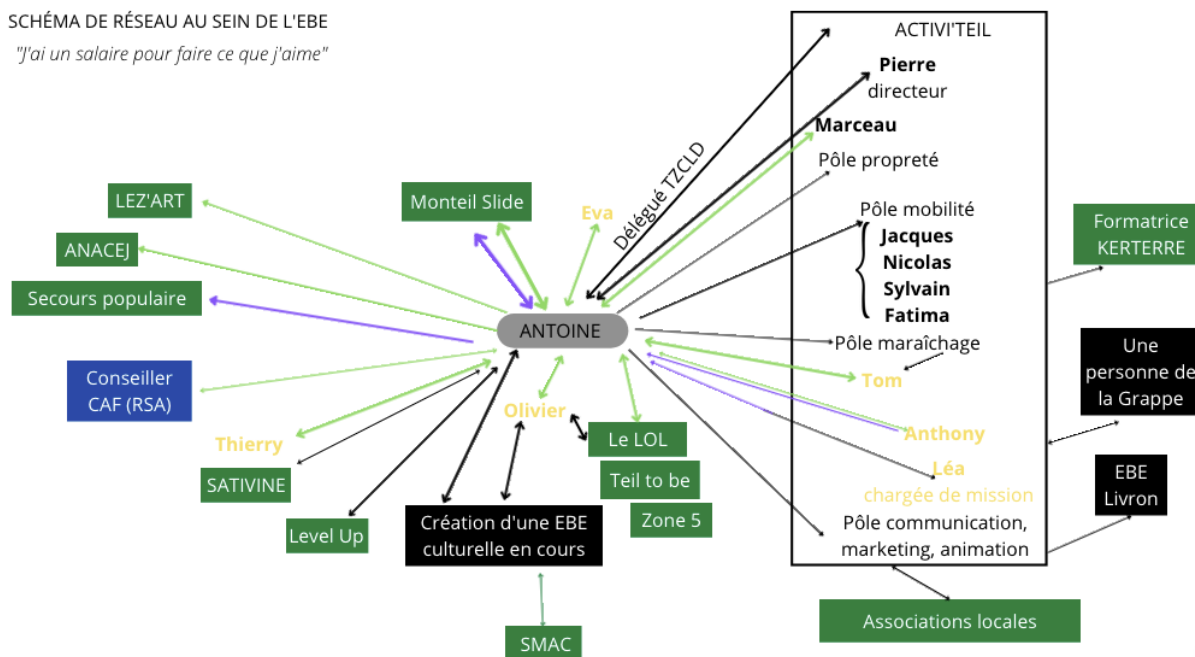 SCHÉMA DE RÉSEAU AU SEIN DE L'EBE
"J'ai un salaire pour faire ce que j'aime"
LEZ'ART
ANACEJ
Secours populaire
Conseiller
CAF (RSA)
Thierry
SATIVINE
Level Up
Monteil Slide
Eva
Délégué TZCLD
ANTOINE
Olivier
Le LOL
Teil to be
Zone 5
Création d'une EBE
culturelle en cours
SMAC
ACTIVI'TEIL
Pierre
directeur
Marceau
Pôle propreté
Pôle mobilité
Jacques
Nicolas
Sylvain
Fatima
Pôle maraîchage
Tom
Anthony
Léa
chargée de mission
Pôle communication,
marketing, animation
Formatrice
KERTERRE
Une
personne de
la Grappe
EBE
Livron
Associations locales